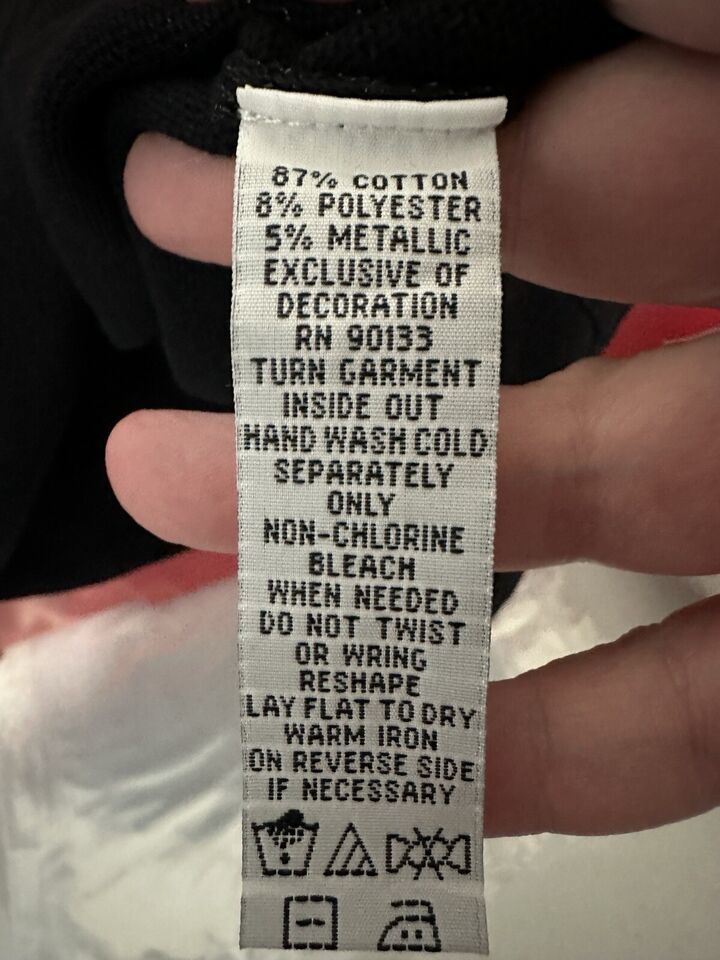 87% COTTON
8% POLYESTER
5% METALLIC
EXCLUSIVE OF
DECORATION
RN 90133
TURN GARMENT
INSIDE OUT
HAND WASH COLD
SEPARATELY
ONLY
NON-CHLORINE
BLEACH
WHEN NEEDED
DO NOT TWIST
OR WRING
RESHAPE
LAY FLAT TO DRY
WARM IRON
ON REVERSE SIDE
IF NECESSARY